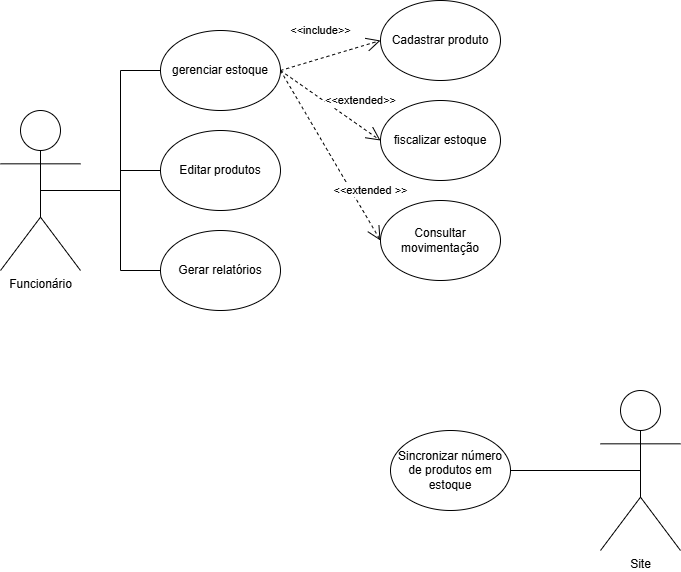 <<include>>
Cadastrar produto
gerenciar estoque
<<extended>>
fiscalizar estoque
Editar produtos
<<extended >>
Consultar
movimentação
Gerar relatórios
Funcionário
Sincronizar número
de produtos em
estoque
Site